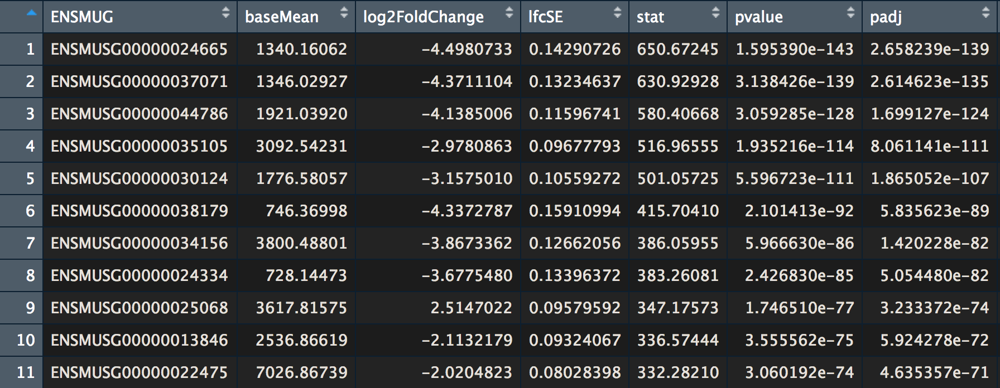 ENSMUG baseMean log2FoldChange lfcSE stat pvalue padj
1 ENSMUSG00000024665 1340.16062 −4.4980733 0.14290726 650.67245 1.595390e−143 2.658239e−139
2 ENSMUSG00000037071 1346.02927 −4.3711104 0.13234637 630.92928 3.138426e−139 2.614623e−135
3 ENSMUSG00000044786 1921.03920 −4.1385006 0.11596741 580.40668 3.059285e−128 1.699127e−124
4 ENSMUSG00000035105 3092.54231 −2.9780863 0.09677793 516.96555 1.935216e−114 8.061141e−111
5 ENSMUSG00000030124 1776.58057 −3.1575010 0.10559272 501.05725 5.596723e−111 1.865052e−107
6 ENSMUSG00000038179 746.36998 −4.3372787 0.15910994 415.70410 2.101413e−92 5.835623e−89
7 ENSMUSG00000034156 3800.48801 −3.8673362 0.12662056 386.05955 5.966630e−86 1.420228e−82
8 ENSMUSG00000024334 728.14473 −3.6775480 0.13396372 383.26081 2.426830e−85 5.054480e−82
9 ENSMUSG00000025068 3617.81575 2.5147022 0.09579592 347.17573 1.746510e−77 3.233372e−74
10 ENSMUSG00000013846 2536.86619 −2.1132179 0.09324067 336.57444 3.555562e−75 5.924278e−72
11 ENSMUSG00000022475 7026.86739 −2.0204823 0.08028398 332.28210 3.060192e−74 4.635357e−71